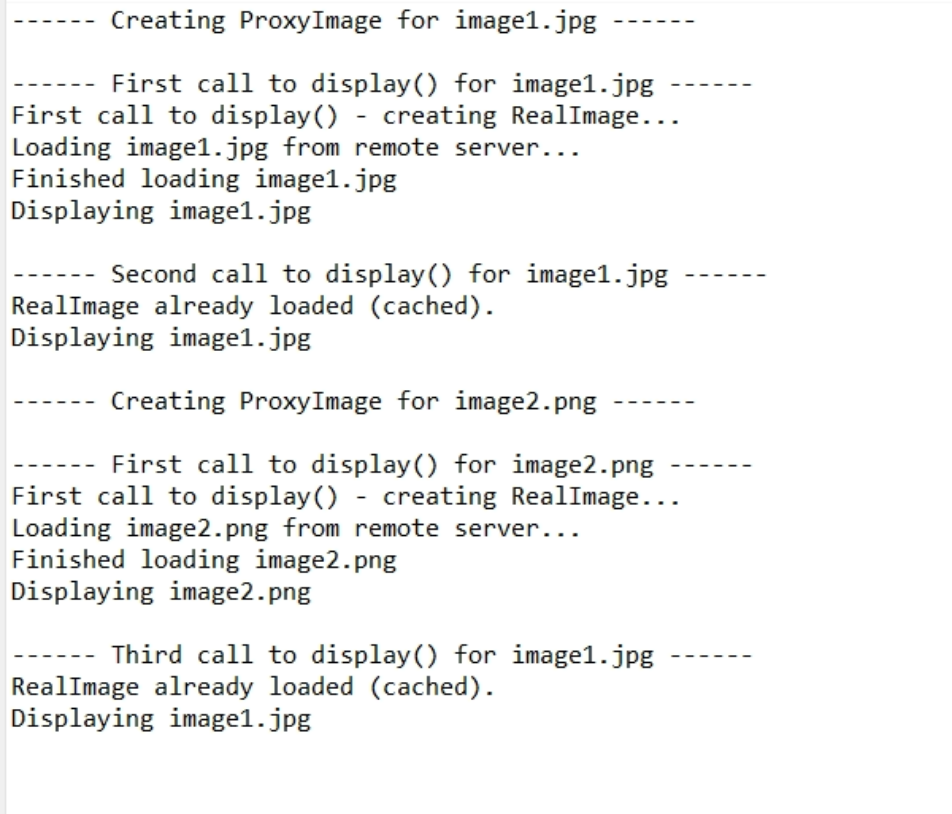 ------ Creating ProxyImage for image1.jpg ------
------ First call to display() for image1.jpg ------
First call to display() - creating RealImage...
Loading image1.jpg from remote server...
Finished loading image1.jpg
Displaying image1.jpg
------ Second call to display() for image1.jpg ------
RealImage already loaded (cached).
Displaying image1.jpg
------ Creating ProxyImage for image2.png ------
------ First call to display() for image2.png ------
First call to display() - creating RealImage...
Loading image2.png from remote server...
Finished loading image2.png
Displaying image2.png
------ Third call to display() for image1.jpg ------
RealImage already loaded (cached).
Displaying image1.jpg